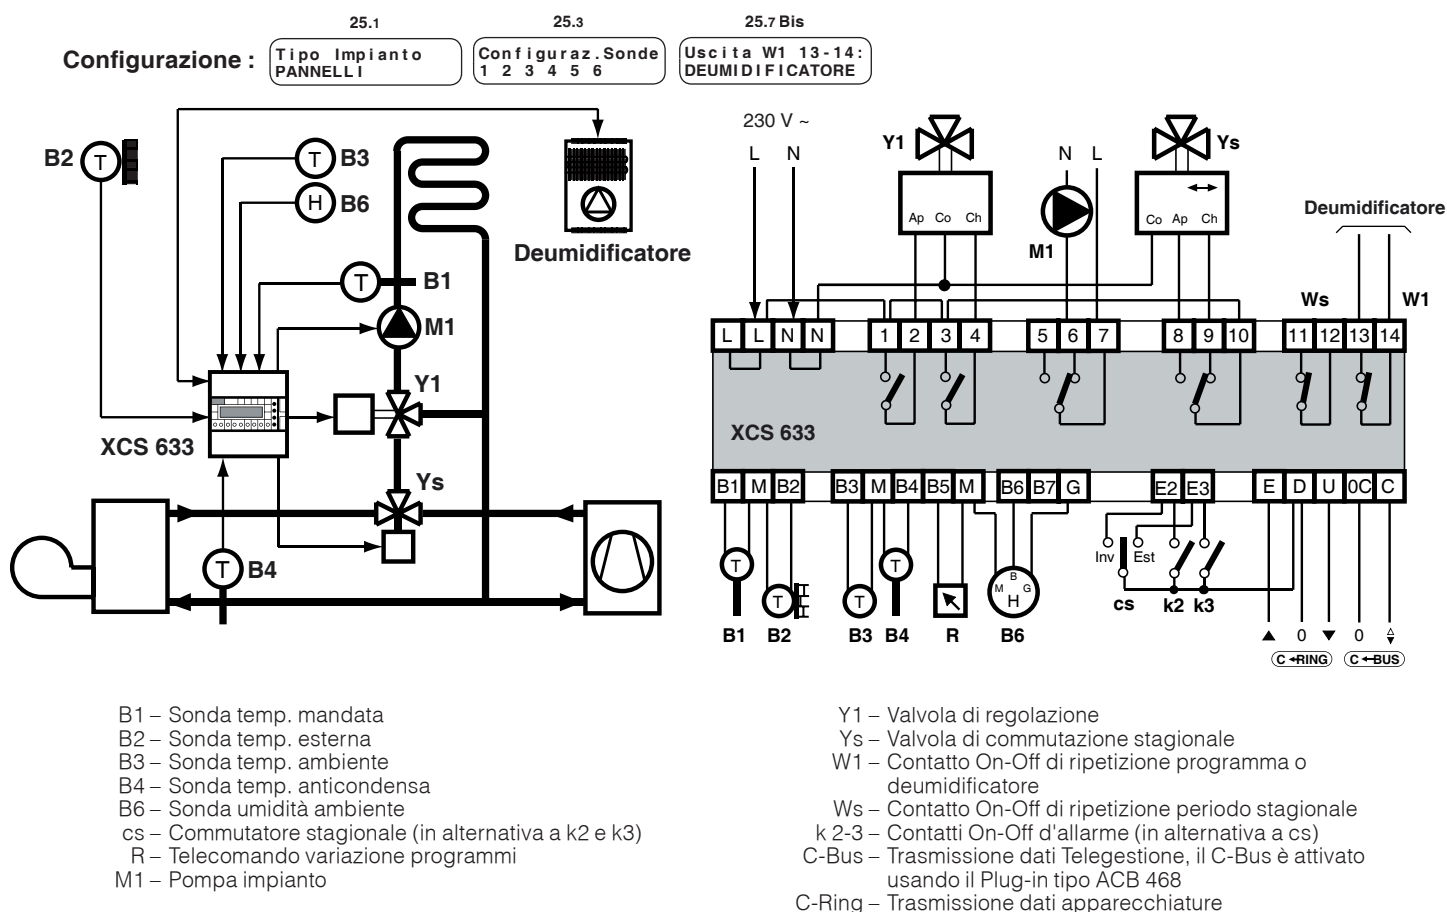 25.1 25.3 25.7 Bis
Configurazione :
Tipo Impianto
PANNELLI
Configuraz.Sonde
1 2 3 4 5 6
Uscita W1 13-14:
DEUMIDIFICATORE
T
B2
T
B3
H
B6
Deumidificatore
T
B1
M1
Y1
XCS 633
Ys
T
B4
230 V ~
L N
Y1
Ap Co Ch
N L
M1
Ys
Co Ap Ch
Deumidificatore
Ws W1
L L N N 1 2 3 4 5 6 7 8 9 10 11 12 13 14
XCS 633
B1 M B2 B3 M B4 B5 M B6 B7 G E2 E3 E D U 0C C
Inv Est
T T T T
M B G
H
B1 B2 B3 B4 R B6
cs k2 k3
0 0
C RING C BUS
B1 – Sonda temp. mandata
B2 – Sonda temp. esterna
B3 – Sonda temp. ambiente
B4 – Sonda temp. anticondensa
B6 – Sonda umidità ambiente
cs – Commutatore stagionale (in alternativa a k2 e k3)
R – Telecomando variazione programmi
M1 – Pompa impianto
Y1 – Valvola di regolazione
Ys – Valvola di commutazione stagionale
W1 – Contatto On-Off di ripetizione programma o
deumidificatore
Ws – Contatto On-Off di ripetizione periodo stagionale
k 2-3 – Contatti On-Off d'allarme (in alternativa a cs)
C-Bus – Trasmissione dati Telegestione, il C-Bus è attivato
usando il Plug-in tipo ACB 468
C-Ring – Trasmissione dati apparecchiature